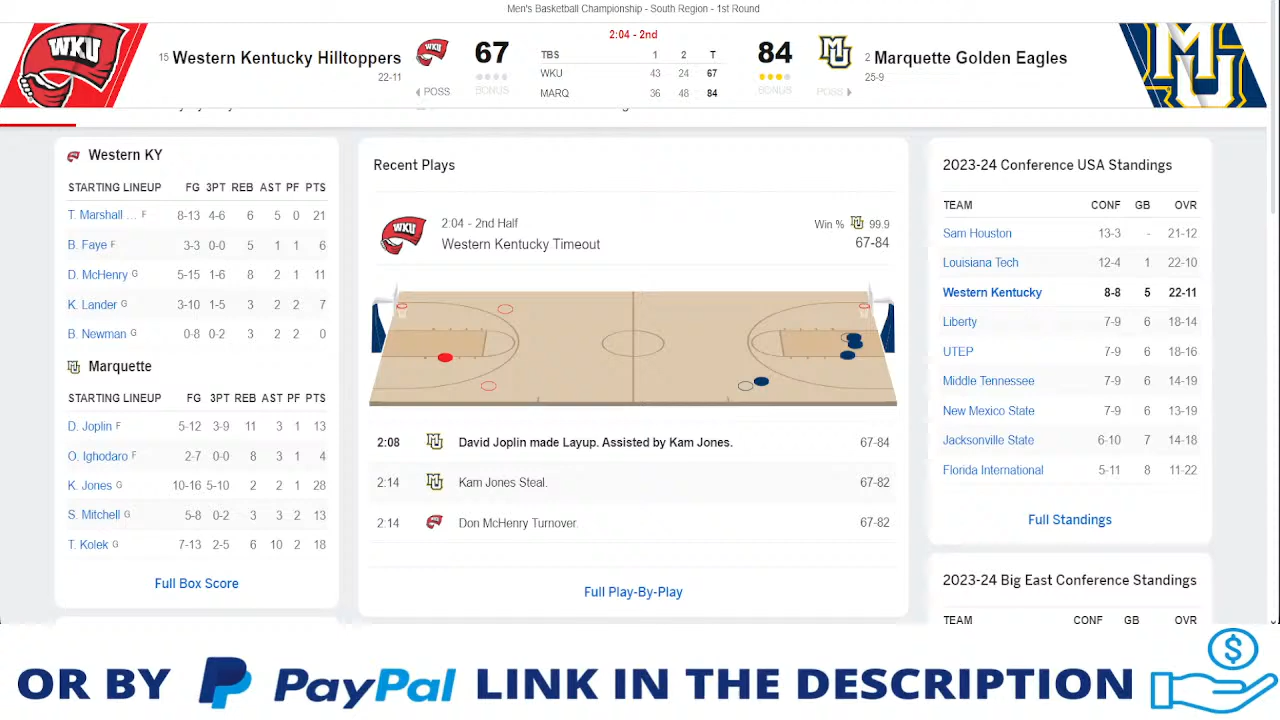 Men's Basketball Championship - South Region - 1st Round
WKU
15 Western Kentucky Hilltoppers
22-11
WKU
67
BONUS
POSS
2:04 - 2nd
TBS 1 2 T
WKU 43 24 67
MARQ 36 48 84
84
BONUS
MU
2 Marquette Golden Eagles
25-9
POSS
MU
Western KY
STARTING LINEUP FG 3PT REB AST PF PTS
T. Marshall ... F 8-13 4-6 6 5 0 21
B. Faye F 3-3 0-0 5 1 1 6
D. McHenry G 5-15 1-6 8 2 1 11
K. Lander G 3-10 1-5 3 2 2 7
B. Newman G 0-8 0-2 3 2 2 0
Marquette
STARTING LINEUP FG 3PT REB AST PF PTS
D. Joplin F 5-12 3-9 11 3 1 13
O. Ighodaro F 2-7 0-0 8 3 1 4
K. Jones G 10-16 5-10 2 2 1 28
S. Mitchell G 5-8 0-2 3 3 2 13
T. Kolek G 7-13 2-5 6 10 2 18
Full Box Score
Recent Plays
WKU
2:04 - 2nd Half
Western Kentucky Timeout
Win % MU 99.9
67-84
2:08 MU David Joplin made Layup. Assisted by Kam Jones. 67-84
2:14 MU Kam Jones Steal. 67-82
2:14 Don McHenry Turnover. 67-82
Full Play-By-Play
2023-24 Conference USA Standings
TEAM CONF GB OVR
Sam Houston 13-3 - 21-12
Louisiana Tech 12-4 1 22-10
Western Kentucky 8-8 5 22-11
Liberty 7-9 6 18-14
UTEP 7-9 6 18-16
Middle Tennessee 7-9 6 14-19
New Mexico State 7-9 6 13-19
Jacksonville State 6-10 7 14-18
Florida International 5-11 8 11-22
Full Standings
2023-24 Big East Conference Standings
TEAM CONF GB OVR
OR BY PayPal LINK IN THE DESCRIPTION